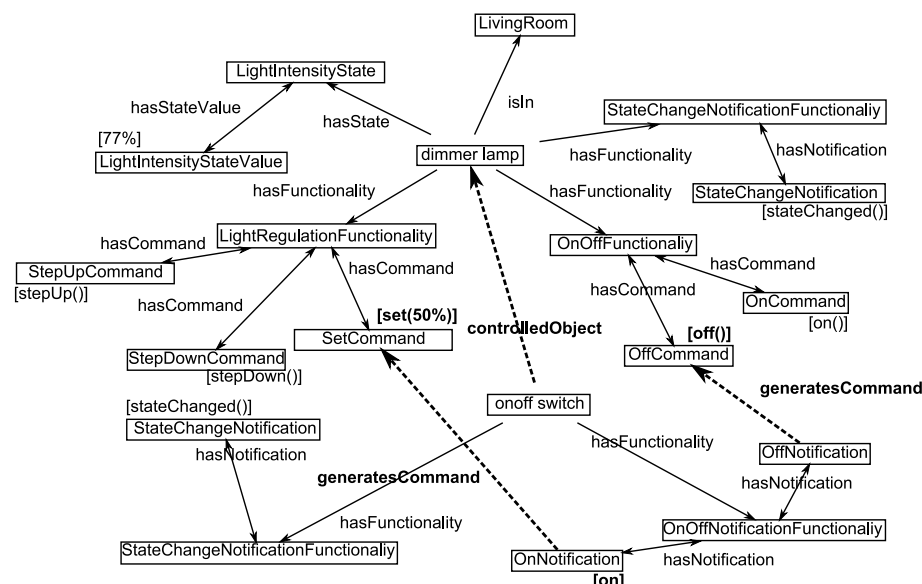 LivingRoom
LightIntensityState
hasStateValue
isIn
hasState
StateChangeNotificationFunctionaliy
[77%]
LightIntensityStateValue
dimmer lamp
hasFunctionality
hasNotification
hasFunctionality
hasFunctionality
StateChangeNotification
[stateChanged()]
LightRegulationFunctionality
OnOffFunctionaliy
hasCommand
StepUpCommand
[stepUp()]
hasCommand
hasCommand
hasCommand
hasCommand
OnCommand
[on()]
[set(50%)]
SetCommand
controlledObject
[off()]
OffCommand
StepDownCommand
[stepDown()]
generatesCommand
[stateChanged()]
StateChangeNotification
onoff switch
hasNotification
hasFunctionality
OffNotification
generatesCommand
hasNotification
hasFunctionality
OnOffNotificationFunctionaliy
StateChangeNotificationFunctionaliy
OnNotification
hasNotification
[on]